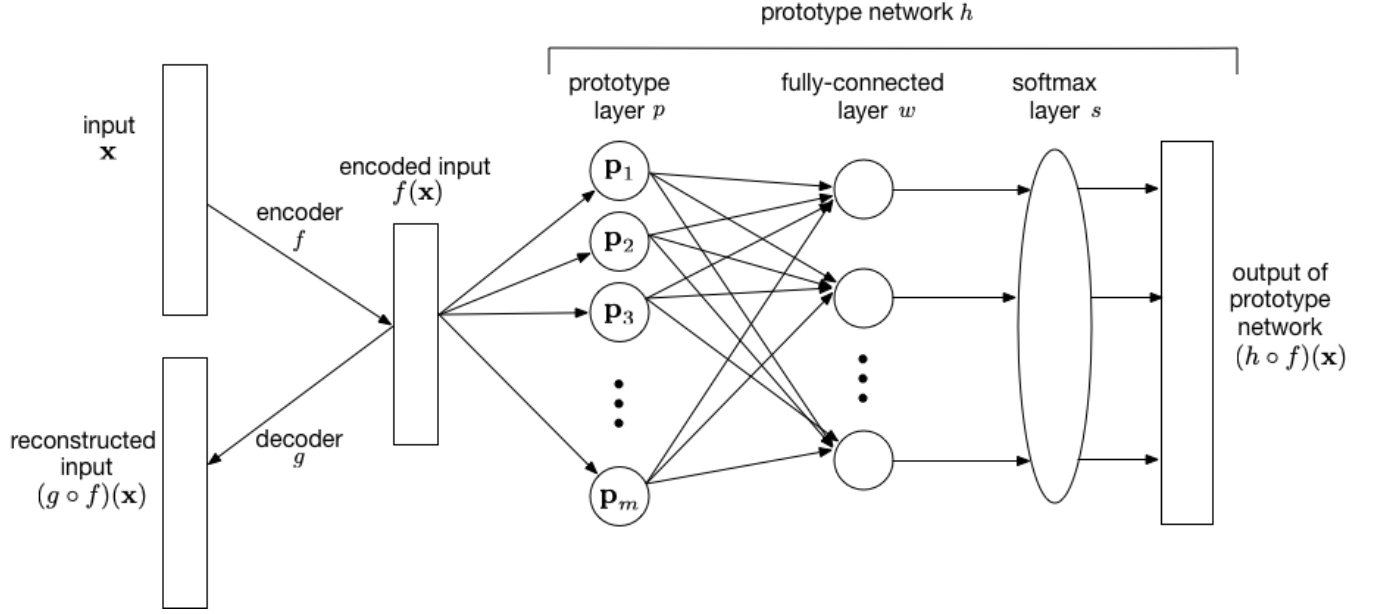 prototype network h
prototype
layer p
fully-connected
layer w
softmax
layer s
input
x
encoded input
f(x)
encoder
f
p₁
p₂
p₃
pₘ
output of
prototype
network
(h ∘ f)(x)
reconstructed
input
(g ∘ f)(x)
decoder
g